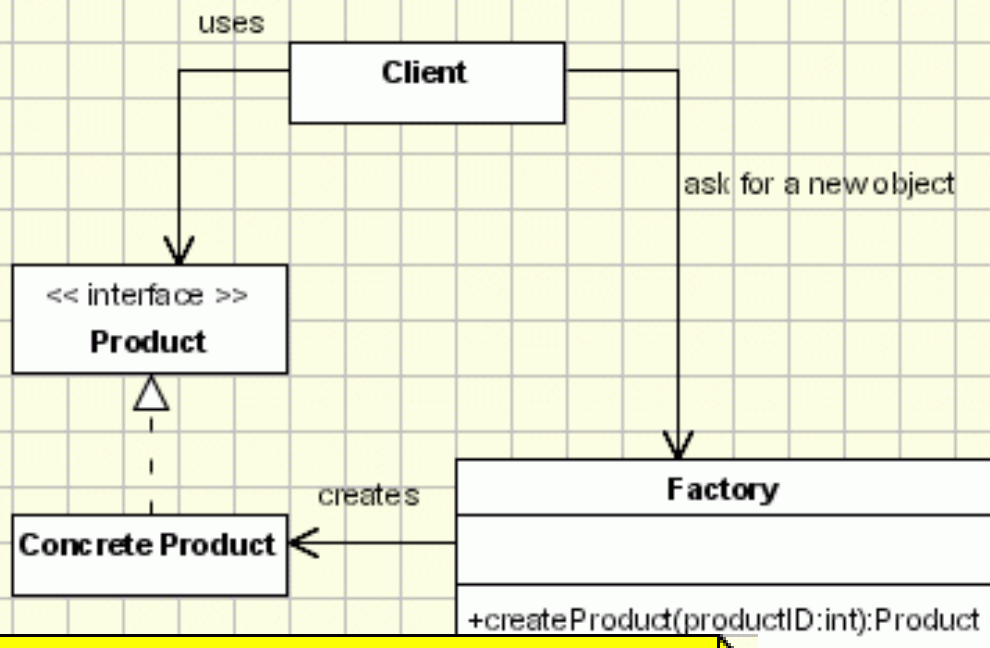 uses
Client
ask for a new object
<< interface >>
Product
creates
Factory
Concrete Product
+createProduct(productID:int):Product